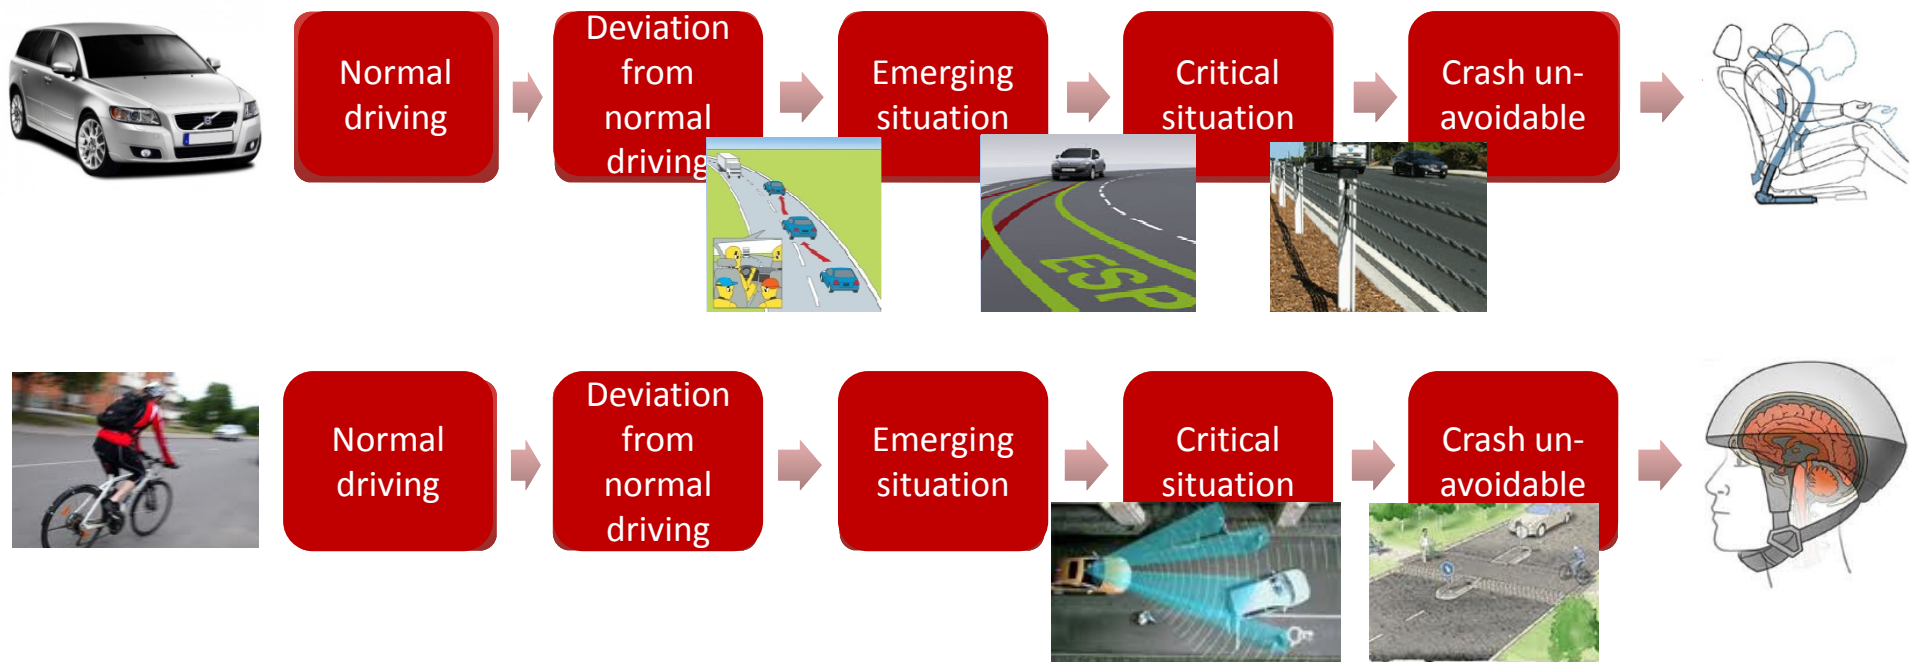 Normal
driving
Deviation
from
normal
driving
Emerging
situation
Critical
situation
Crash un-
avoidable
ESP
Normal
driving
Deviation
from
normal
driving
Emerging
situation
Critical
situation
Crash un-
avoidable